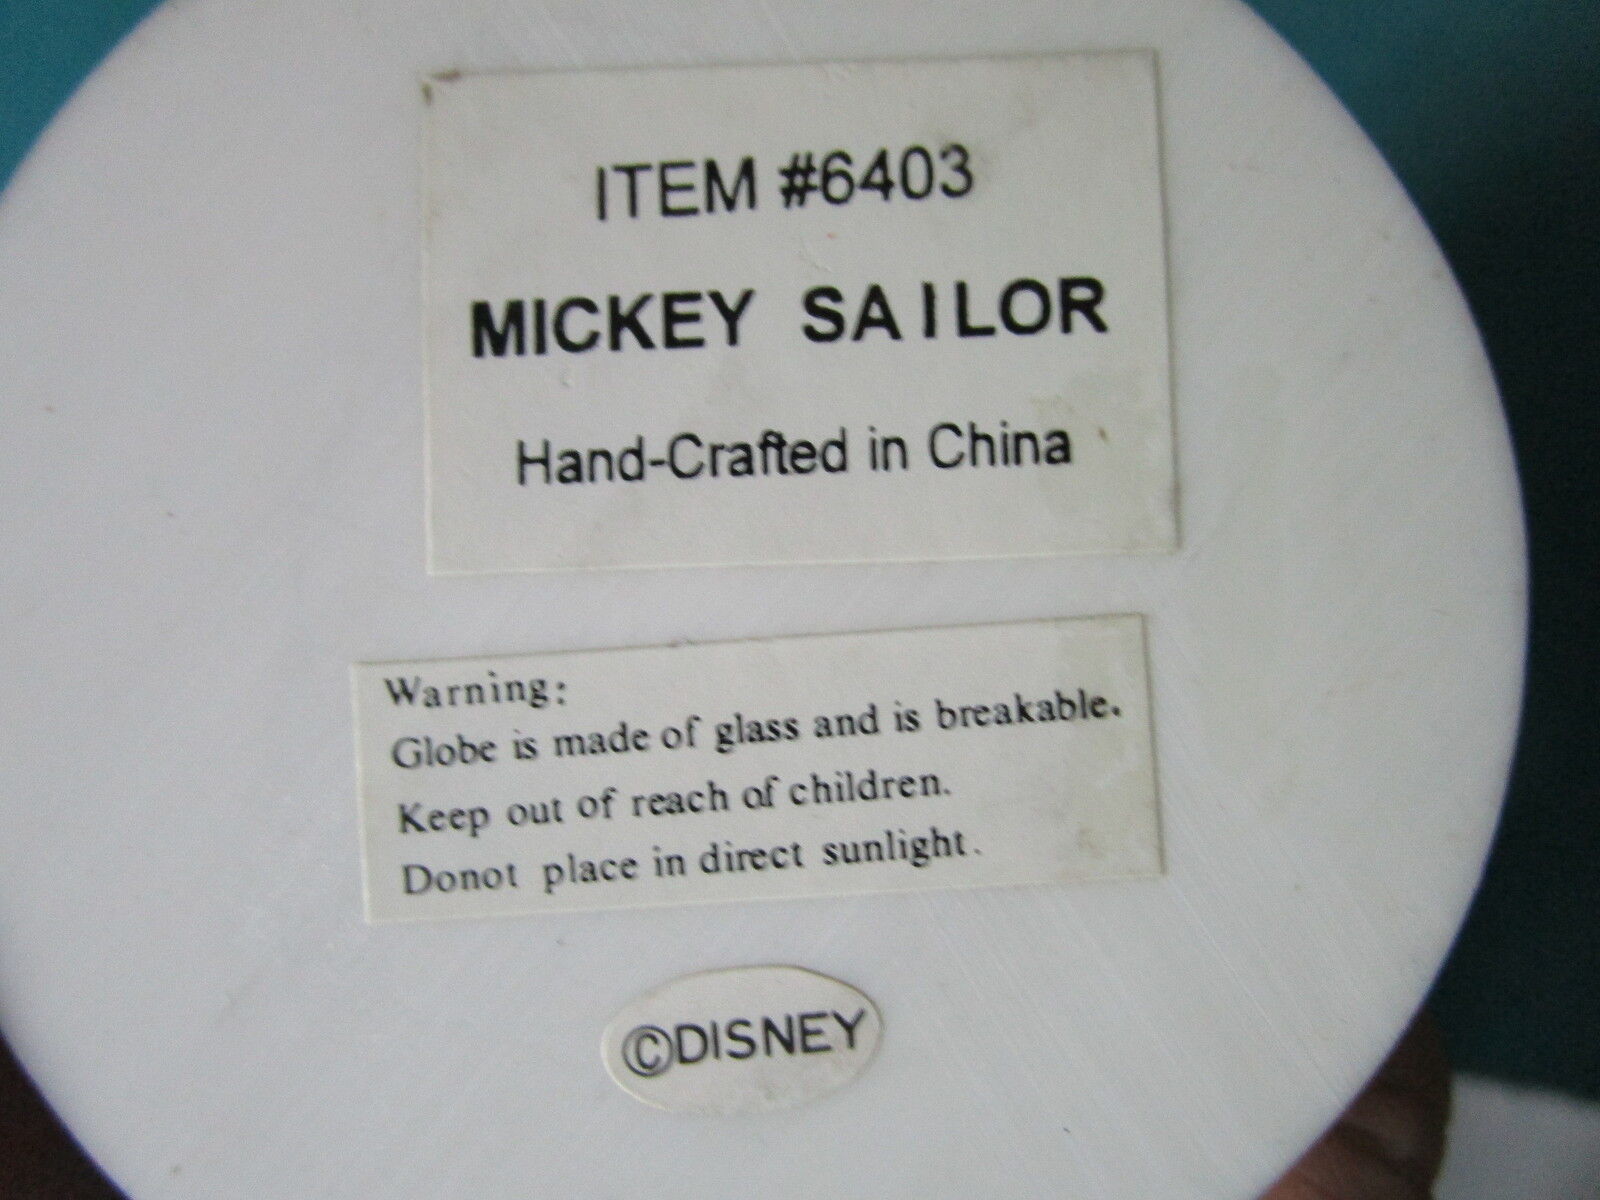 ITEM #6403
MICKEY SAILOR
Hand-Crafted in China
Warning:
Globe is made of glass and is breakable.
Keep out of reach of children.
Donot place in direct sunlight.
©DISNEY